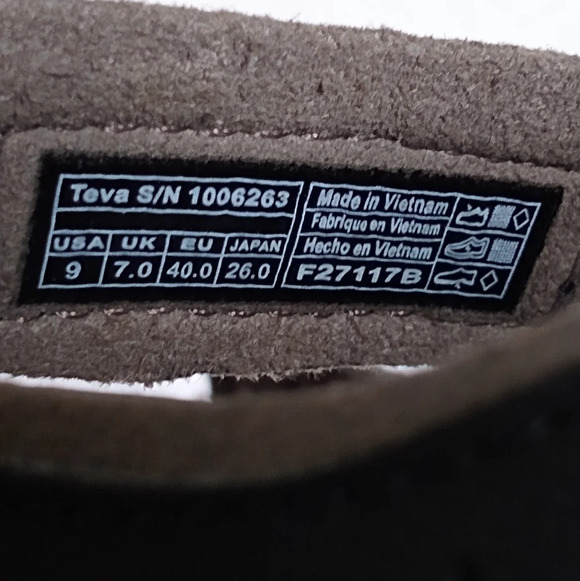 Teva S/N 1006263
USA UK EU JAPAN
9 7.0 40.0 26.0
Made in Vietnam
Fabrique en Vietnam
Hecho en Vietnam
F27117B